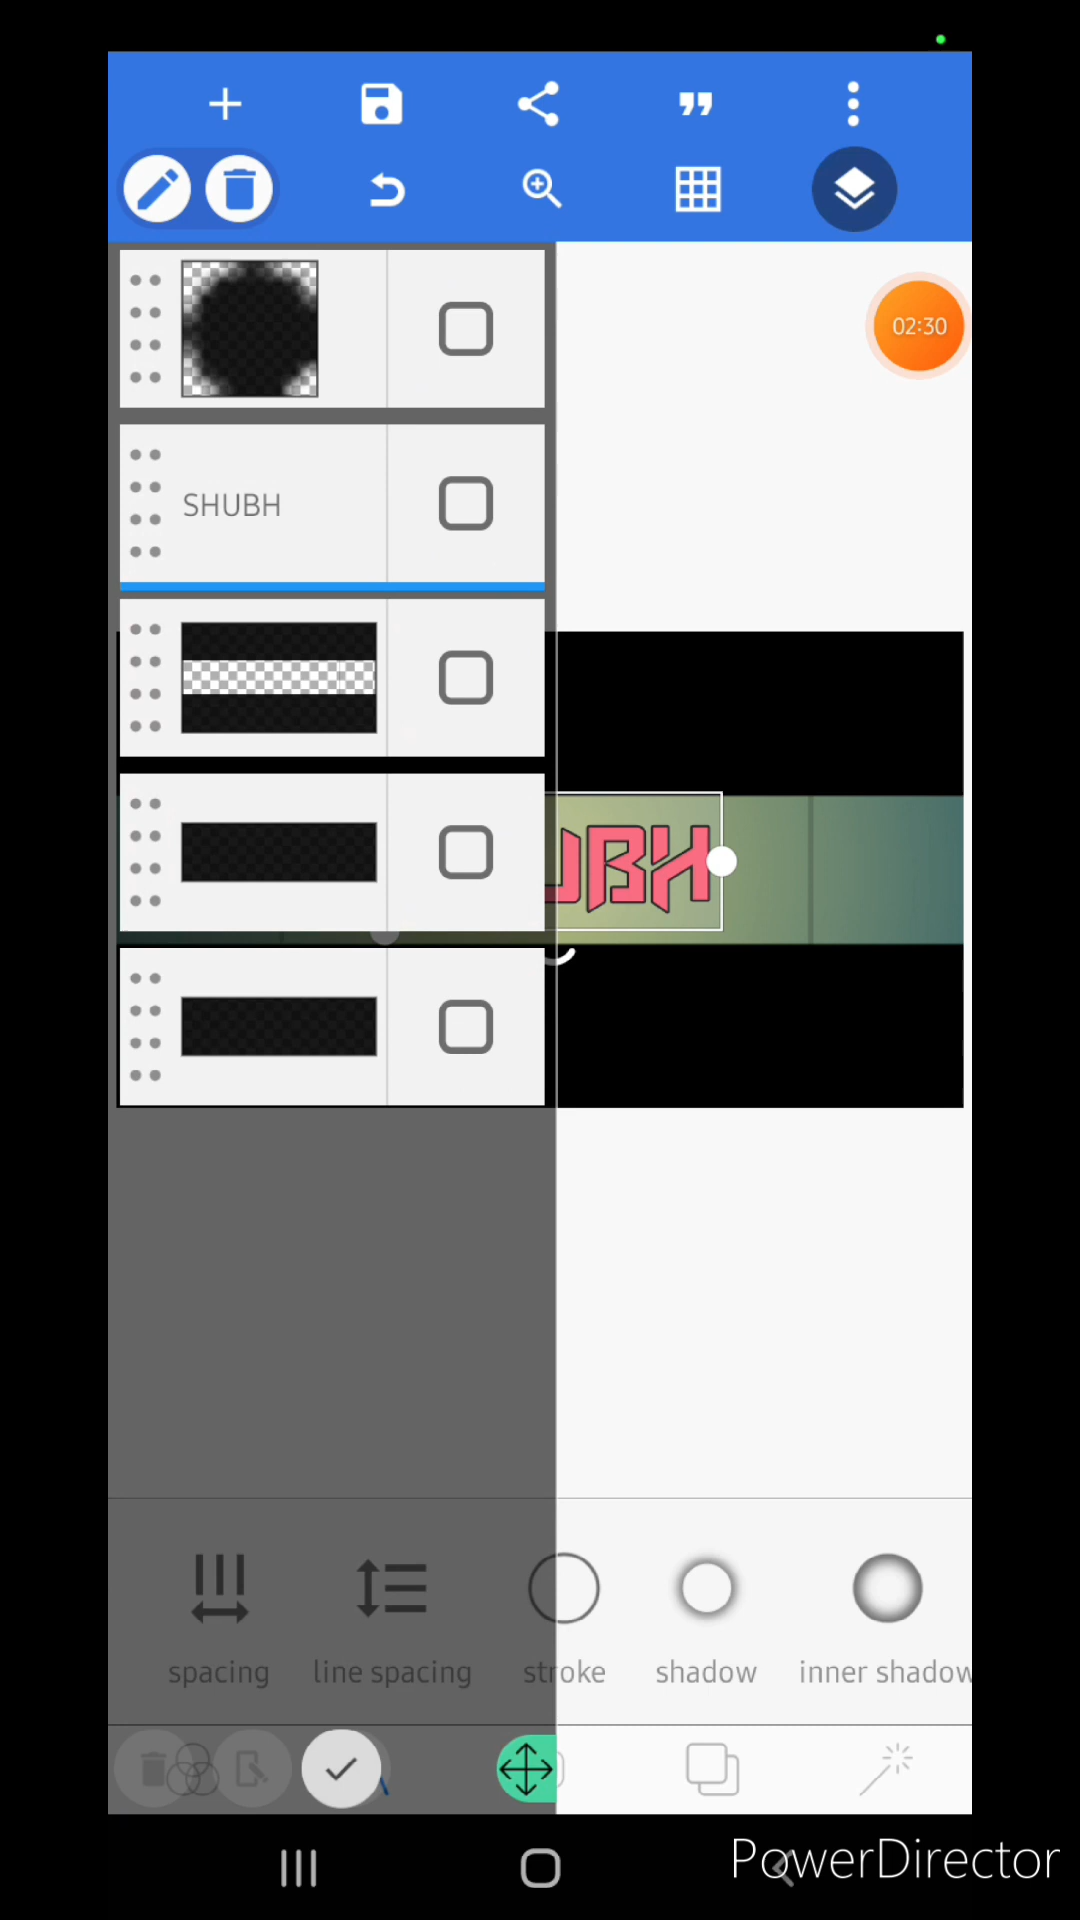 02:30
SHUBH
UBH
spacing
line spacing
stroke
shadow
inner shadow
PowerDirector